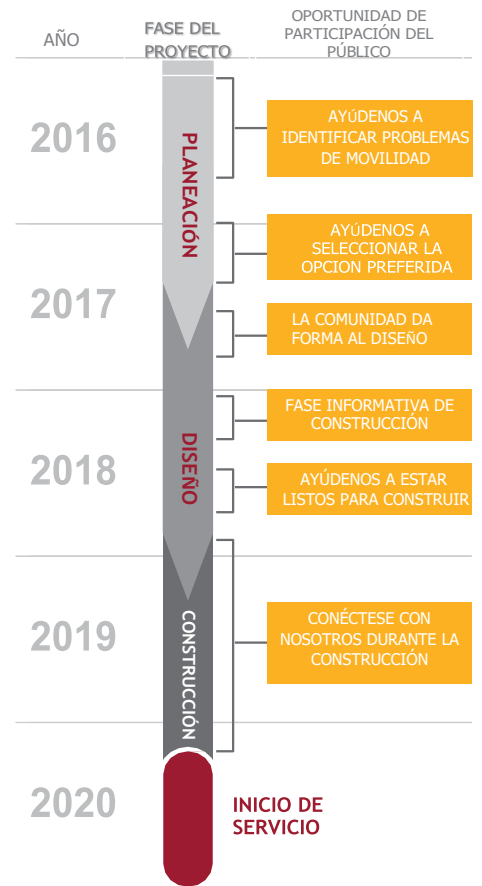 AÑO
FASE DEL
PROYECTO
OPORTUNIDAD DE
PARTICIPACIÓN DEL
PÚBLICO
2016
PLANEACIÓN
AYÚDENOS A
IDENTIFICAR PROBLEMAS
DE MOVILIDAD
AYÚDENOS A
SELECCIONAR LA
OPCION PREFERIDA
2017
LA COMUNIDAD DA
FORMA AL DISEÑO
FASE INFORMATIVA DE
CONSTRUCCIÓN
2018
DISEÑO
AYÚDENOS A ESTAR
LISTOS PARA CONSTRUIR
2019
CONSTRUCCIÓN
CONÉCTESE CON
NOSOTROS DURANTE LA
CONSTRUCCIÓN
2020
INICIO DE
SERVICIO